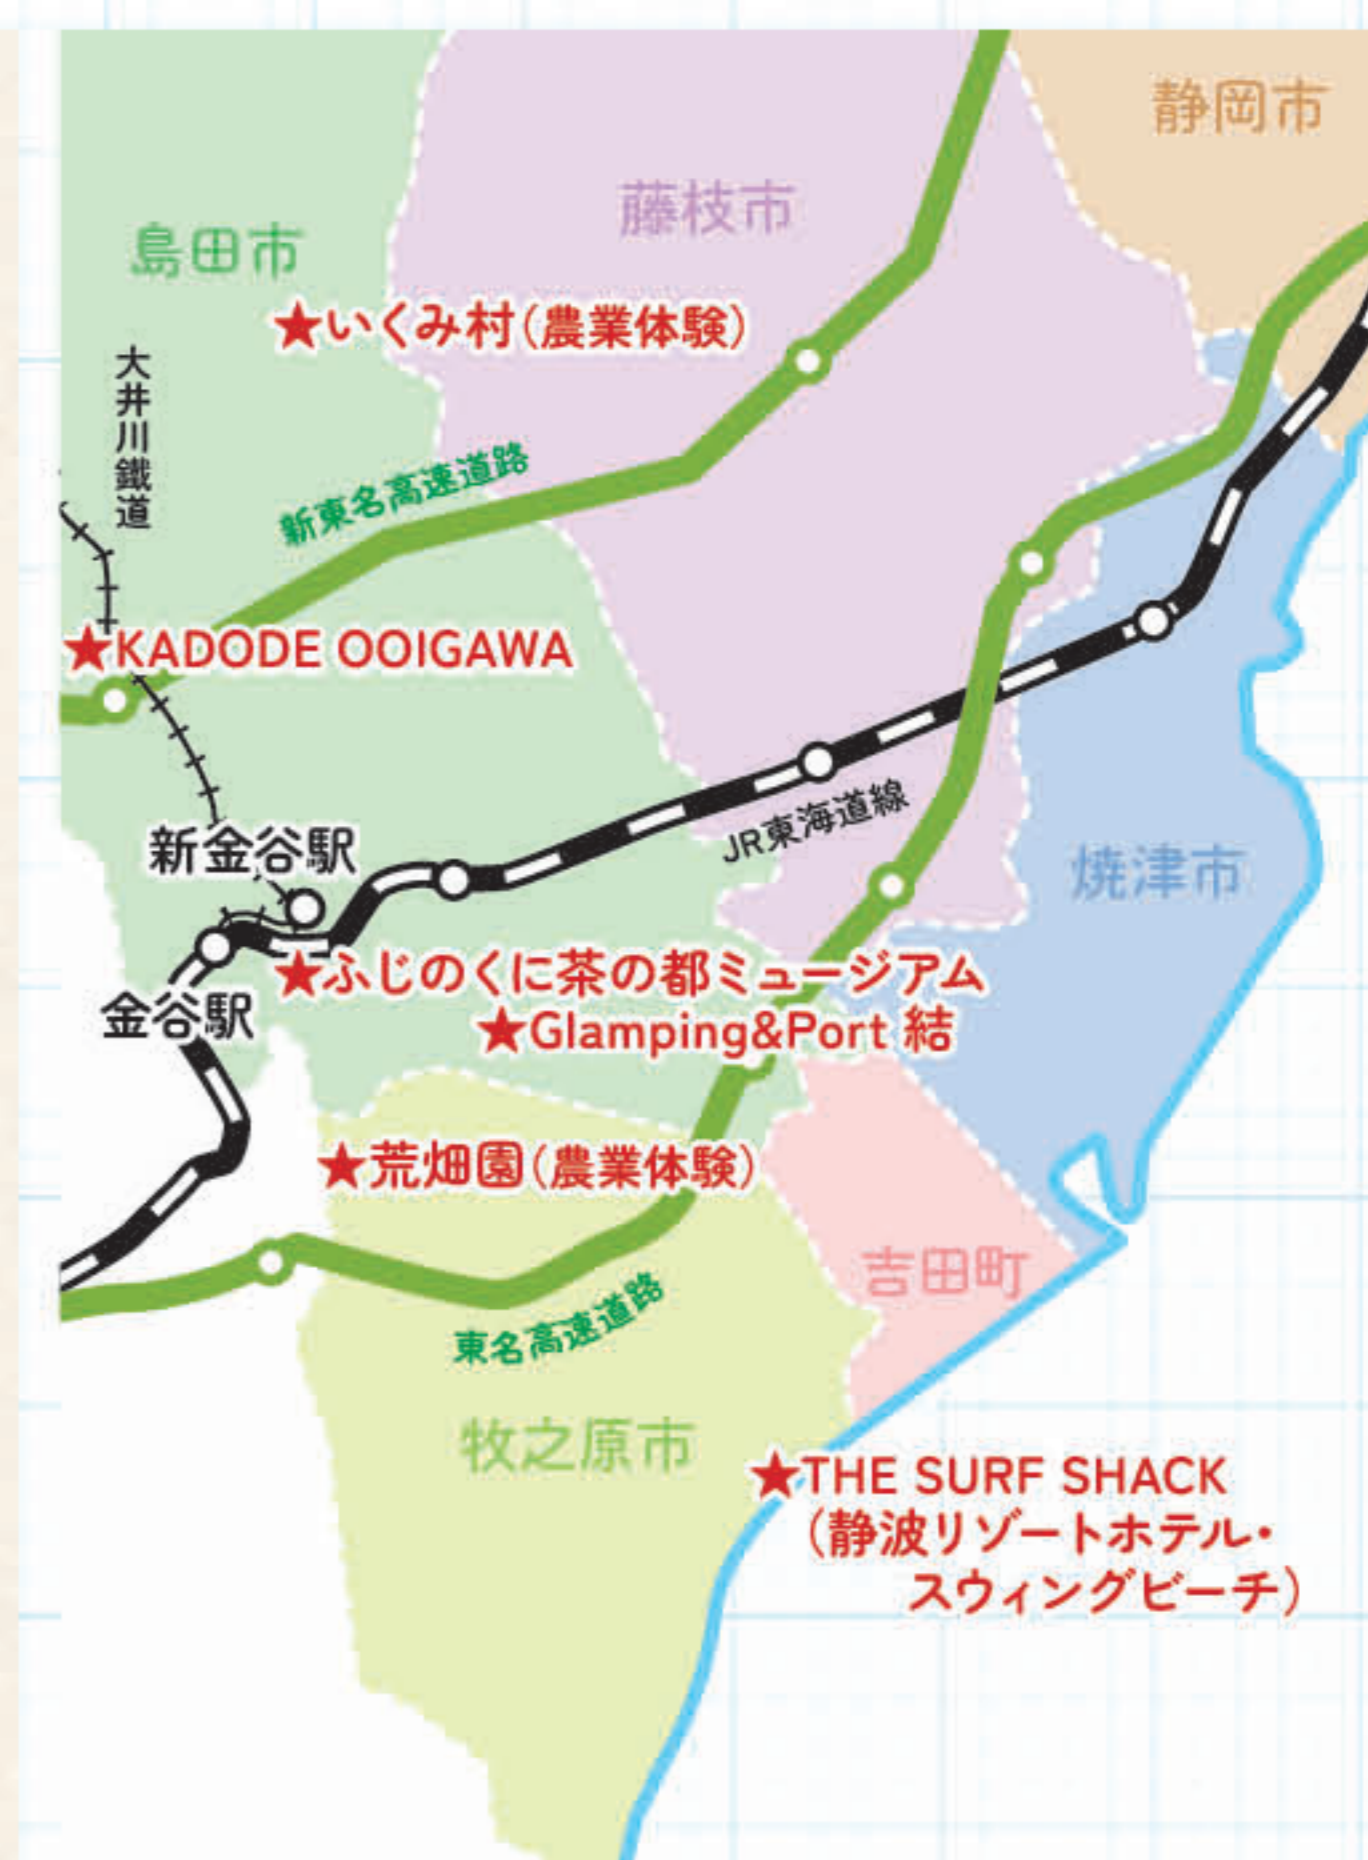 静岡市
藤枝市
島田市
★いくみ村(農業体験)
大井川鐵道
新東名高速道路
★KADODE OOIGAWA
JR東海道線
新金谷駅
焼津市
★ふじのくに茶の都ミュージアム
金谷駅
★Glamping&Port 結
★荒畑園(農業体験)
吉田町
東名高速道路
牧之原市
★THE SURF SHACK
(静波リゾートホテル・
スウィングビーチ)